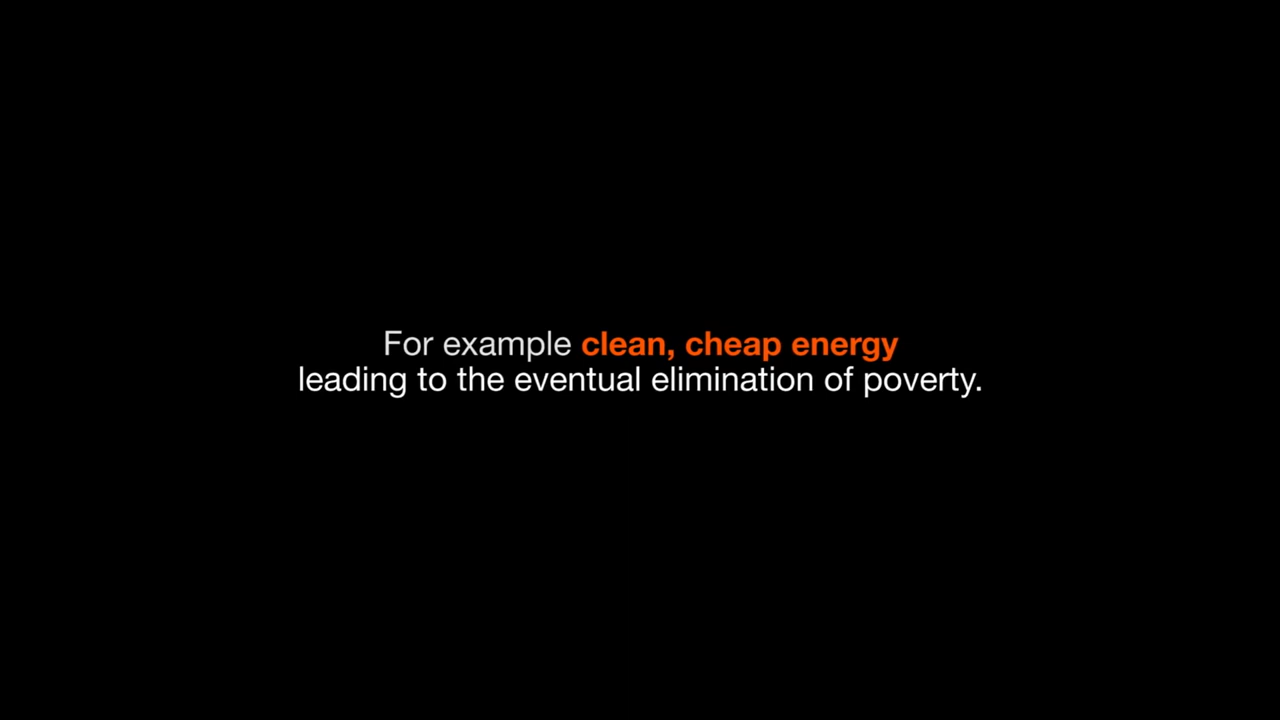 For example clean, cheap energy
leading to the eventual elimination of poverty.